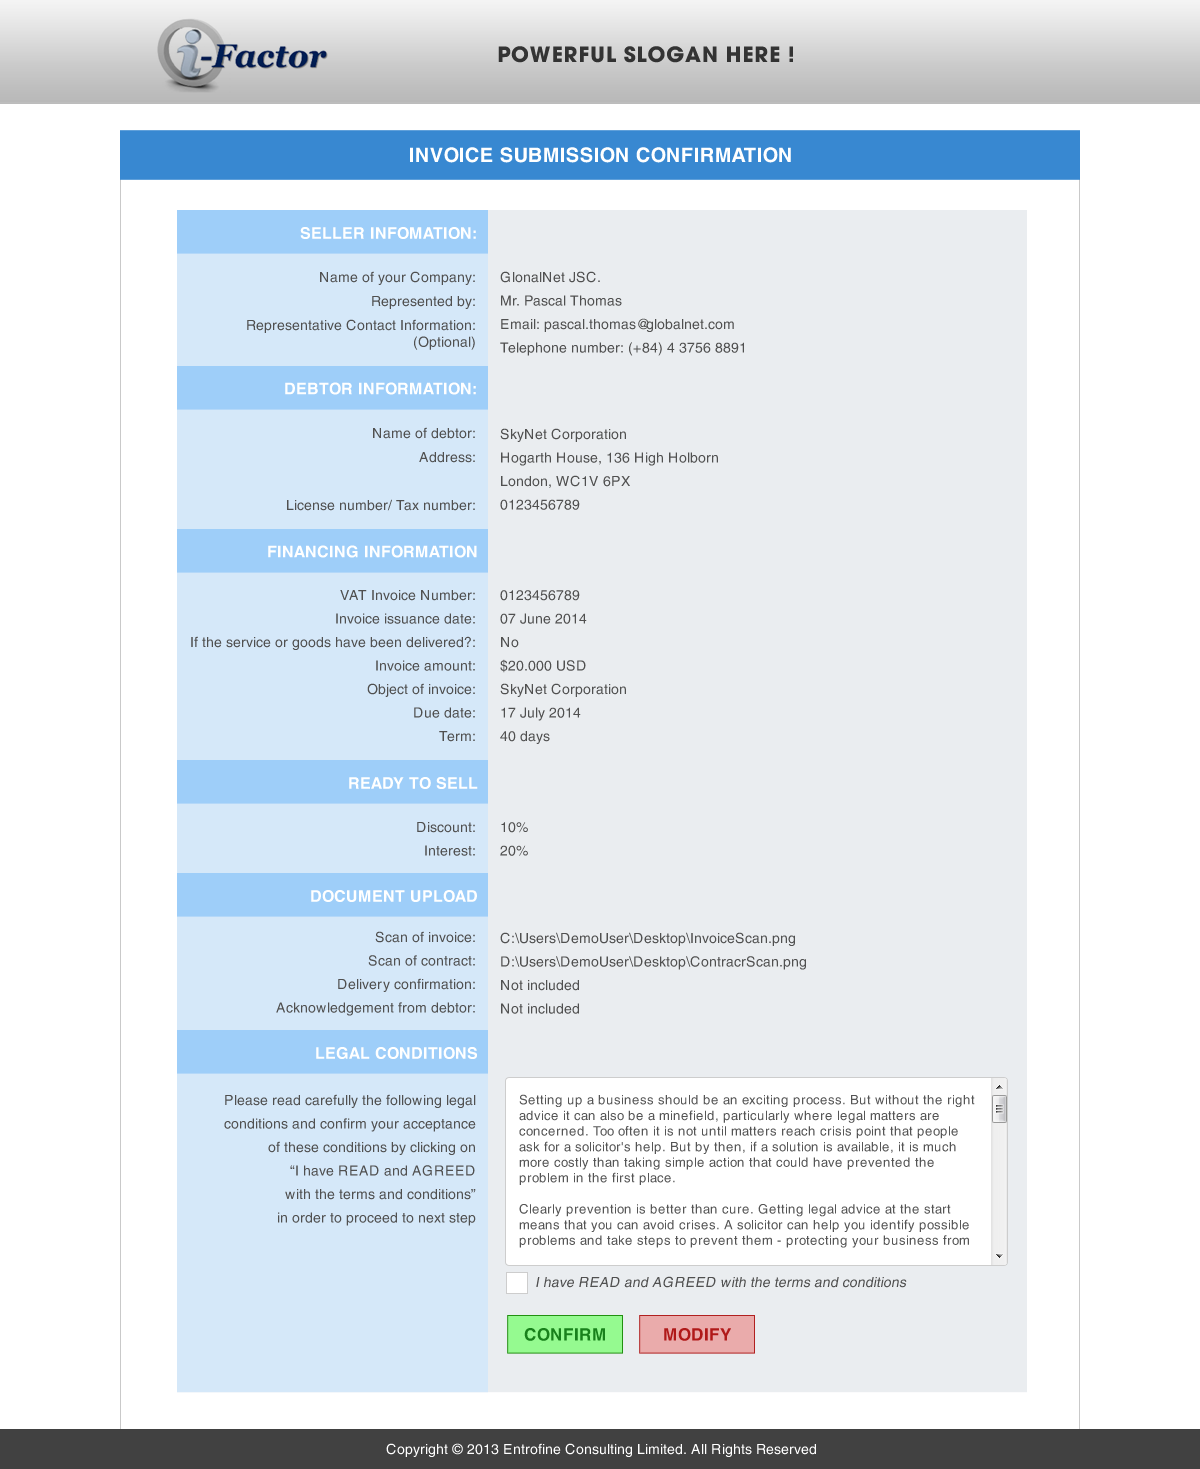 i-Factor
POWERFUL SLOGAN HERE !
INVOICE SUBMISSION CONFIRMATION
SELLER INFOMATION:
Name of your Company: GlonalNet JSC.
Represented by: Mr. Pascal Thomas
Representative Contact Information: Email: pascal.thomas@globalnet.com
(Optional) Telephone number: (+84) 4 3756 8891
DEBTOR INFORMATION:
Name of debtor: SkyNet Corporation
Address: Hogarth House, 136 High Holborn
London, WC1V 6PX
License number/ Tax number: 0123456789
FINANCING INFORMATION
VAT Invoice Number: 0123456789
Invoice issuance date: 07 June 2014
If the service or goods have been delivered?: No
Invoice amount: $20.000 USD
Object of invoice: SkyNet Corporation
Due date: 17 July 2014
Term: 40 days
READY TO SELL
Discount: 10%
Interest: 20%
DOCUMENT UPLOAD
Scan of invoice: C:\Users\DemoUser\Desktop\InvoiceScan.png
Scan of contract: D:\Users\DemoUser\Desktop\ContracrScan.png
Delivery confirmation: Not included
Acknowledgement from debtor: Not included
LEGAL CONDITIONS
Please read carefully the following legal
conditions and confirm your acceptance
of these conditions by clicking on
“I have READ and AGREED
with the terms and conditions”
in order to proceed to next step
Setting up a business should be an exciting process. But without the right
advice it can also be a minefield, particularly where legal matters are
concerned. Too often it is not until matters reach crisis point that people
ask for a solicitor's help. But by then, if a solution is available, it is much
more costly than taking simple action that could have prevented the
problem in the first place.
Clearly prevention is better than cure. Getting legal advice at the start
means that you can avoid crises. A solicitor can help you identify possible
problems and take steps to prevent them - protecting your business from
I have READ and AGREED with the terms and conditions
CONFIRM MODIFY
Copyright © 2013 Entrofine Consulting Limited. All Rights Reserved